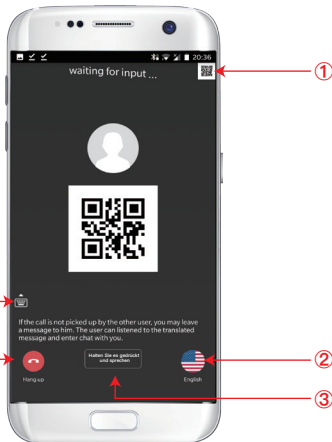 20:36
waiting for input ...
①
If the call is not picked up by the other user, you may leave
a message to him. The user can listened to the translated
message and enter chat with you.
Halten Sie es gedrückt
und sprechen
②
Hang up
English
③